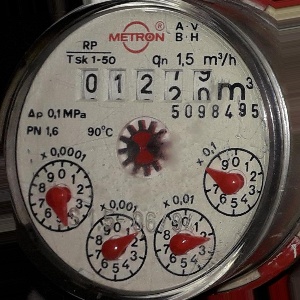 METRON ®
A·V
B·H
RP
Tsk 1-50
qn 1,5 m³/h
0122 m³
5098495
Δp 0,1 MPa
PN 1,6
90°C
x 0,0001
x 0,1
x 0,001
x 0,01